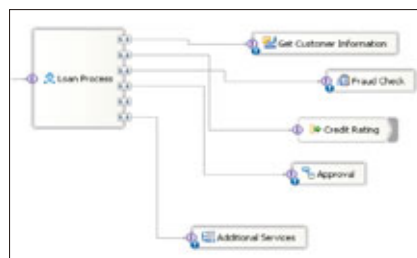 Loan Process
Get Customer Information
Fraud Check
Credit Rating
Approval
Additional Services